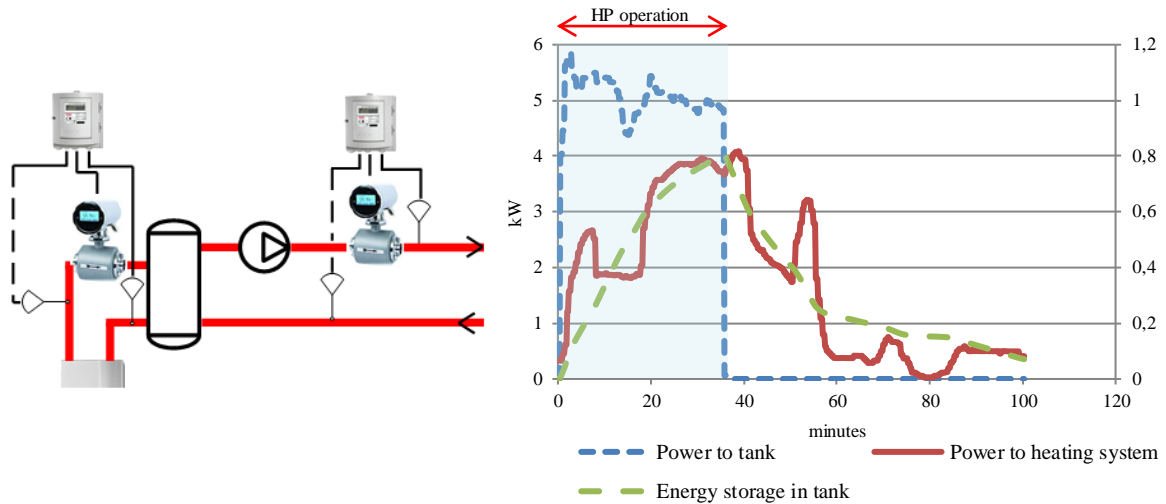 HP operation
6
5
4
3
2
1
0
kW
1,2
1
0,8
0,6
0,4
0,2
0
0 20 40 60 80 100 120
minutes
Power to tank
Power to heating system
Energy storage in tank